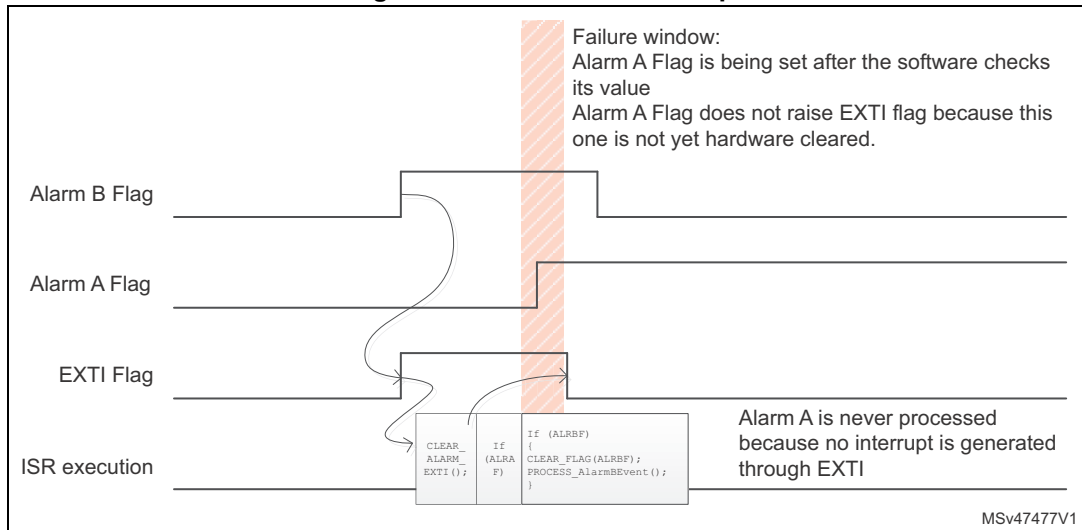 Failure window:
Alarm A Flag is being set after the software checks
its value
Alarm A Flag does not raise EXTI flag because this
one is not yet hardware cleared.
Alarm B Flag
Alarm A Flag
EXTI Flag
ISR execution
CLEAR_
ALARM_
EXTI();
If
(ALRA
F)
If (ALRBF)
{
CLEAR_FLAG(ALRBF);
PROCESS_AlarmBEvent();
}
Alarm A is never processed
because no interrupt is generated
through EXTI
MSv47477V1